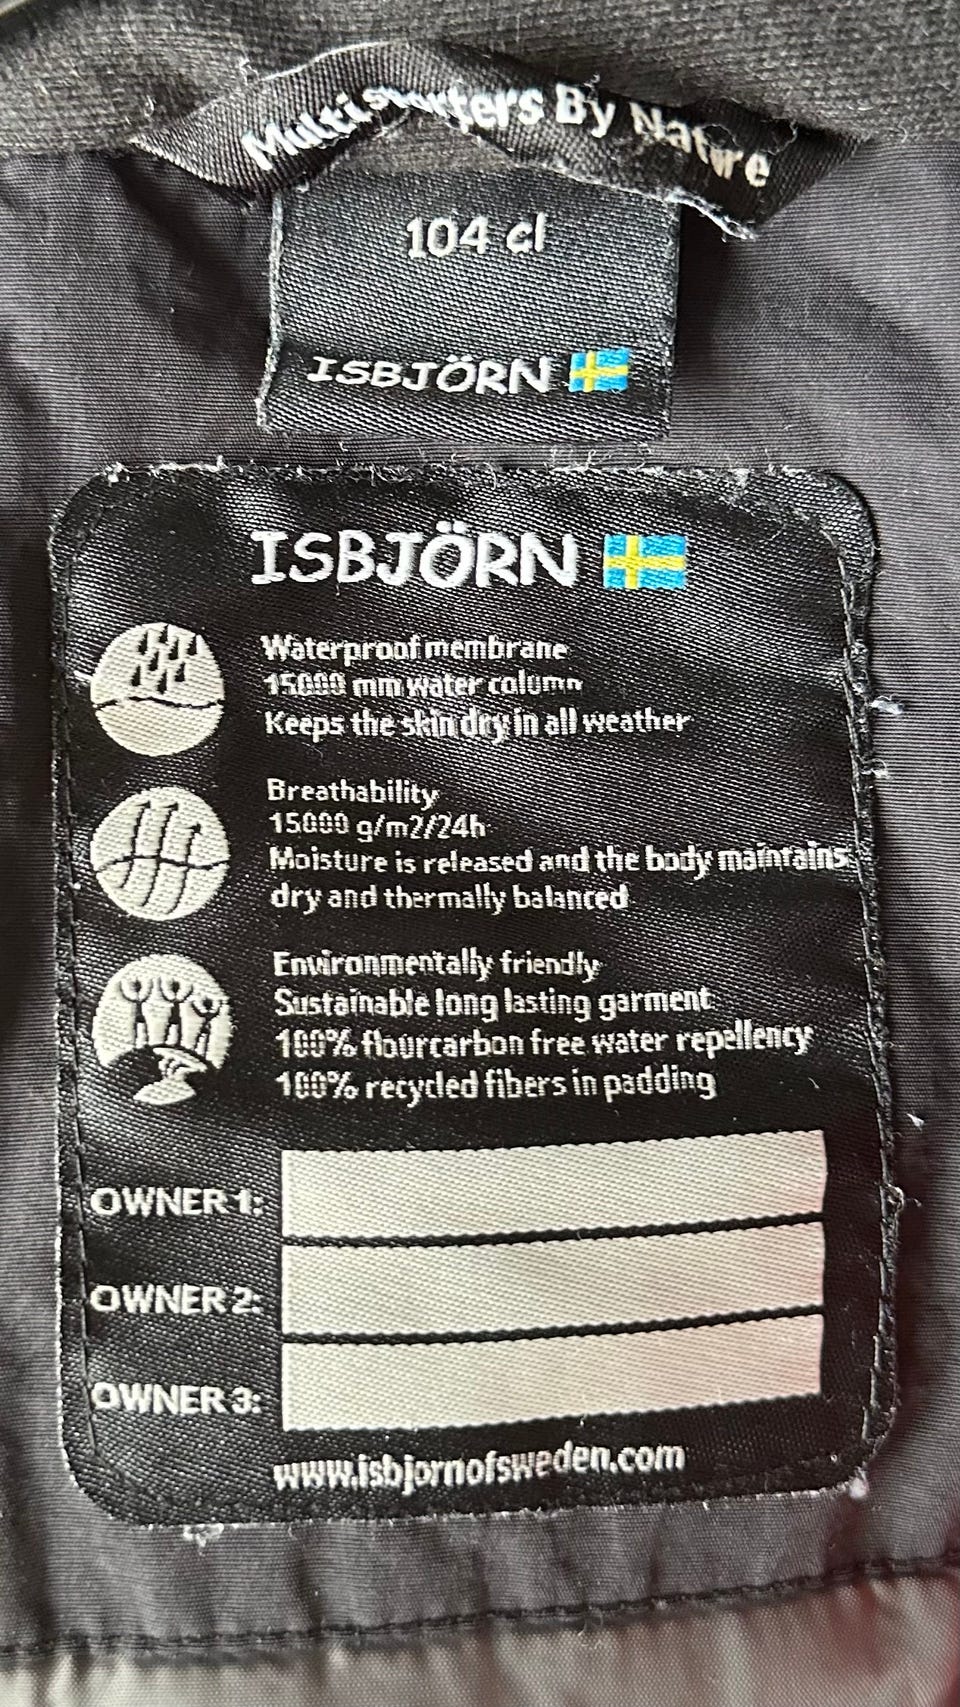 Multi sporters By Nature
104 cl
ISBJÖRN
ISBJÖRN
Waterproof membrane
15000 mm water column
Keeps the skin dry in all weather
Breathability
15000 g/m2/24h
Moisture is released and the body maintains
dry and thermally balanced
Environmentally friendly
Sustainable long lasting garment
100% flourcarbon free water repellency
100% recycled fibers in padding
OWNER 1:
OWNER 2:
OWNER 3:
www.isbjornofsweden.com